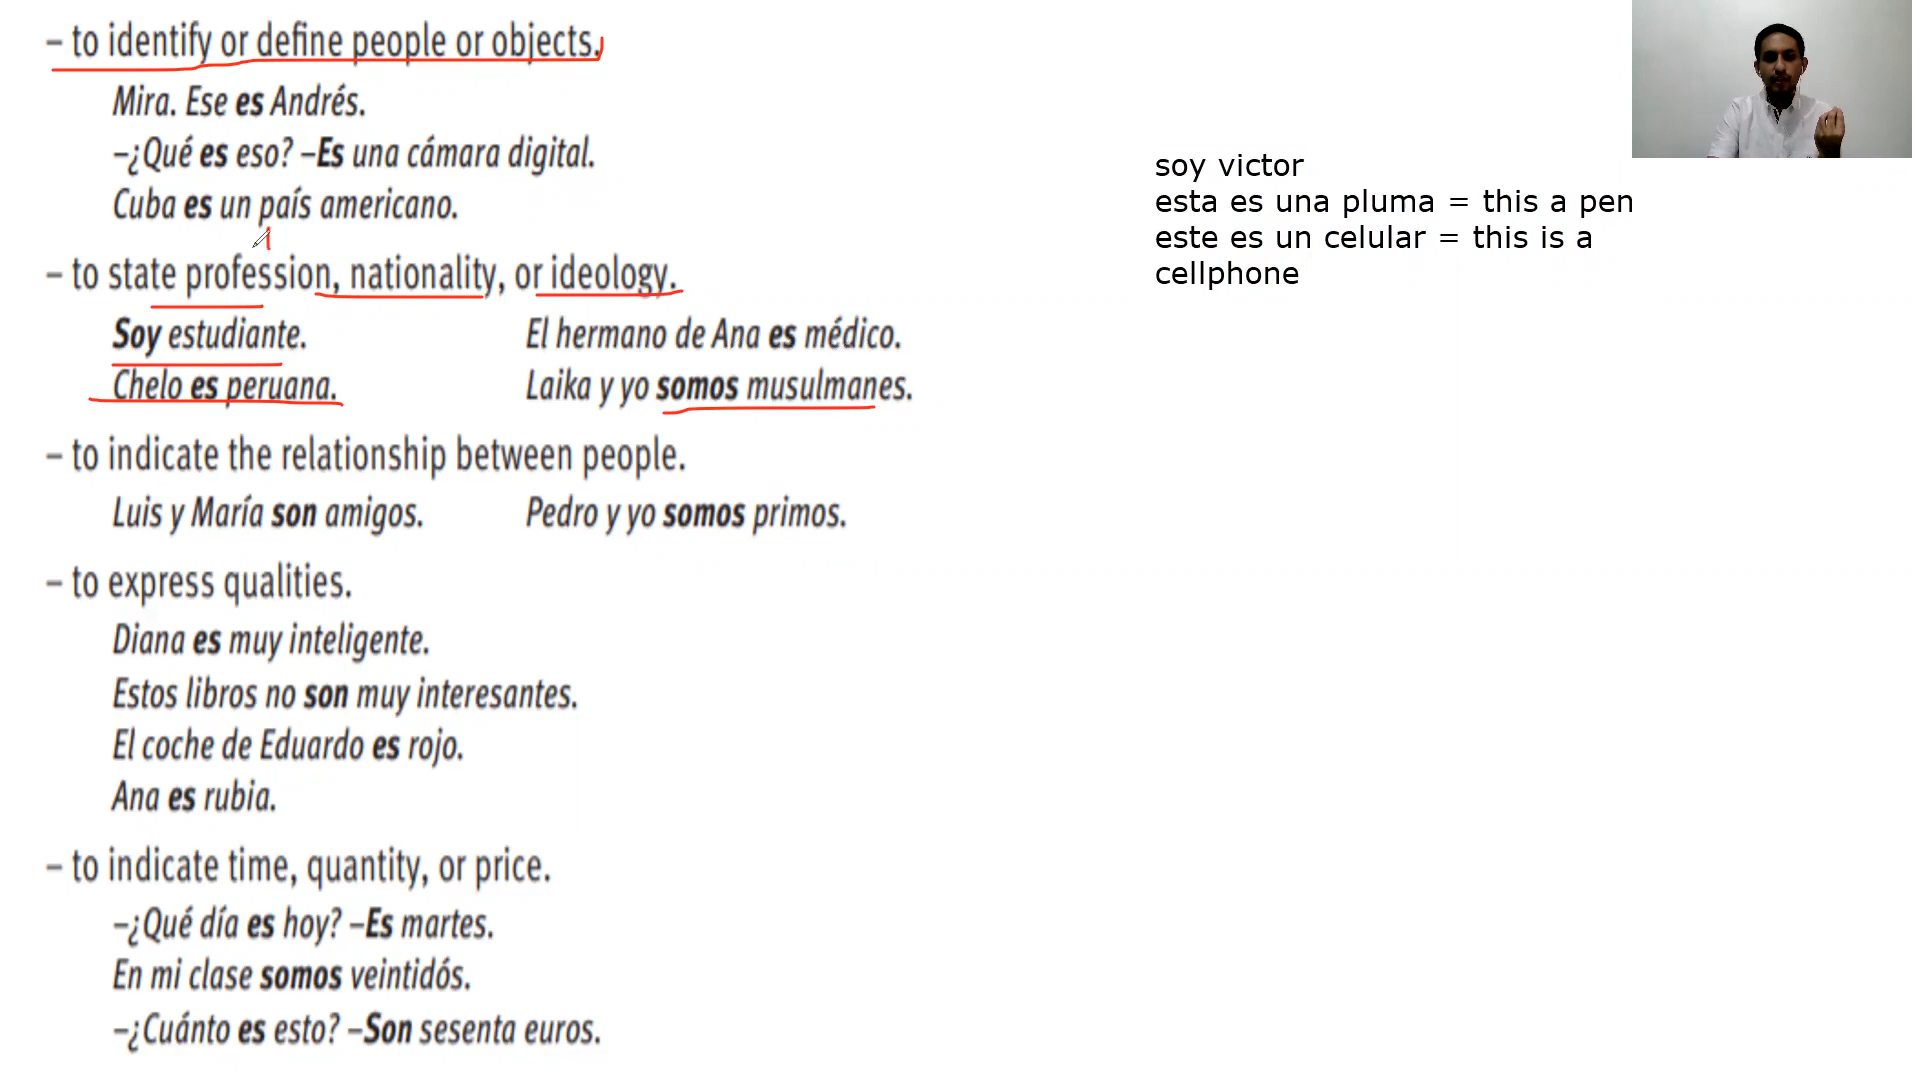 – to identify or define people or objects.
Mira. Ese es Andrés.
–¿Qué es eso? –Es una cámara digital.
Cuba es un país americano.
– to state profession, nationality, or ideology.
Soy estudiante. El hermano de Ana es médico.
Chelo es peruana. Laika y yo somos musulmanes.
– to indicate the relationship between people.
Luis y María son amigos. Pedro y yo somos primos.
– to express qualities.
Diana es muy inteligente.
Estos libros no son muy interesantes.
El coche de Eduardo es rojo.
Ana es rubia.
– to indicate time, quantity, or price.
–¿Qué día es hoy? –Es martes.
En mi clase somos veintidós.
–¿Cuánto es esto? –Son sesenta euros.
soy victor
esta es una pluma = this a pen
este es un celular = this is a
cellphone